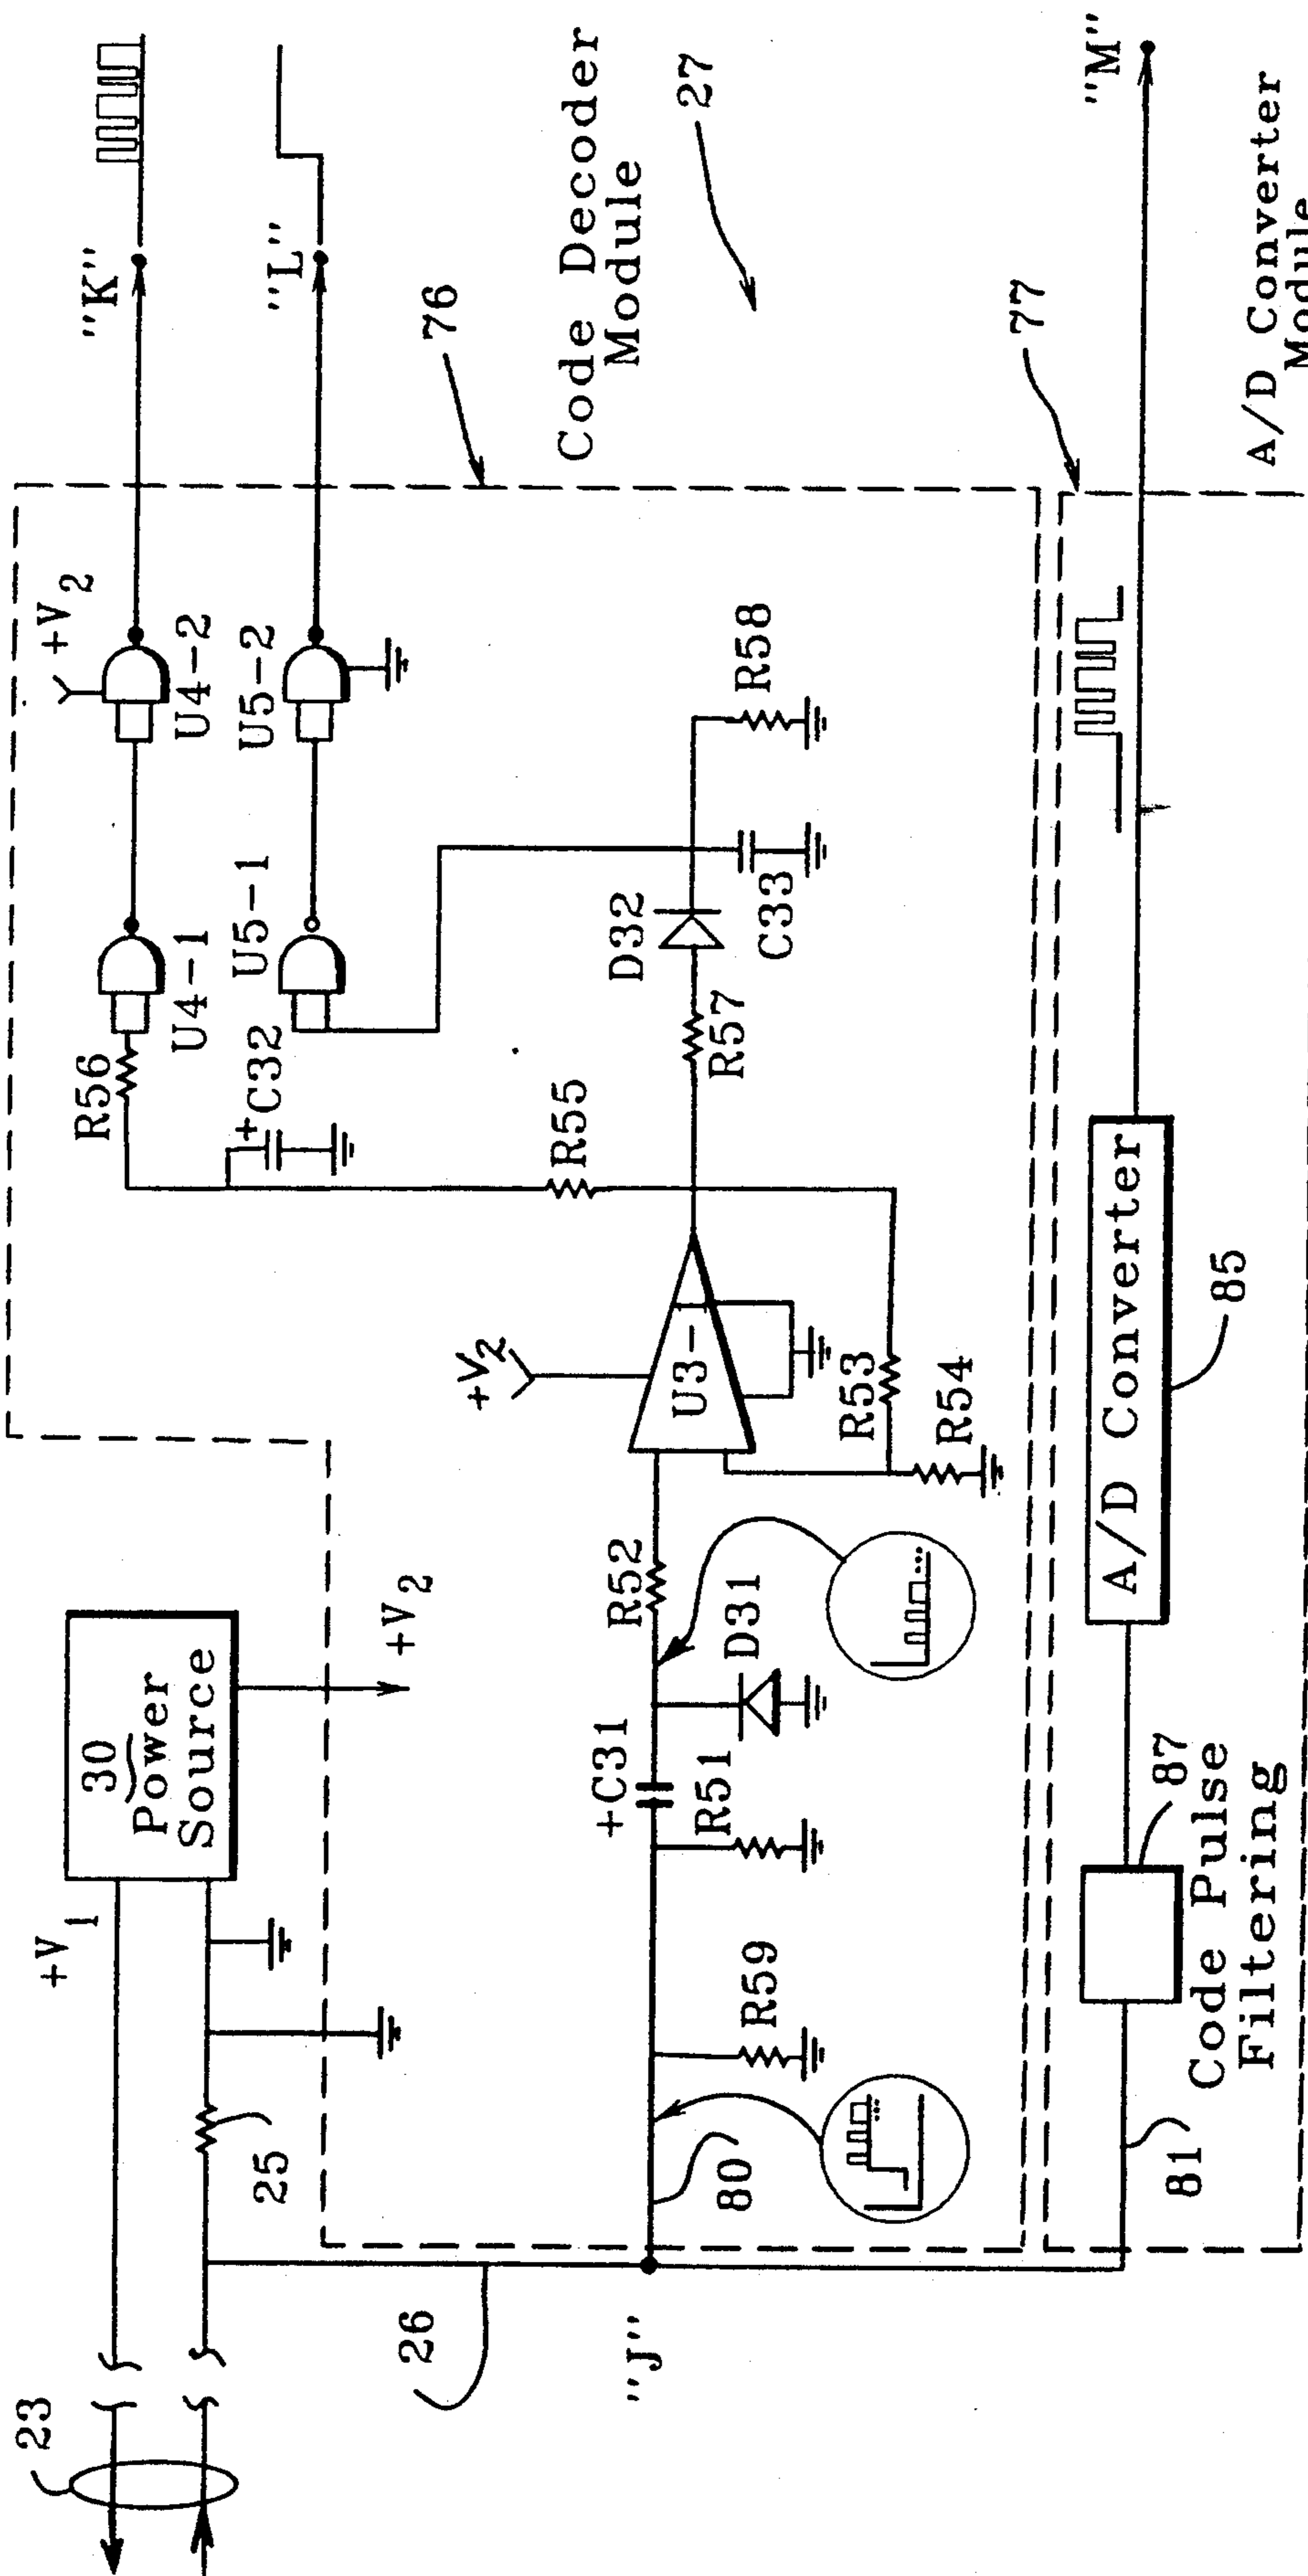 23
+V1
30
Power
Source
+V2
25
26
"J"
80
R59
+C31
R51
D31
R52
+V2
U3-
R53
R54
R55
R56
+C32
U4-1
U4-2
+V2
U5-1
U5-2
R57
D32
C33
R58
"K"
"L"
76
Code Decoder
Module
27
77
81
87
Code Pulse
Filtering
A/D Converter
85
"M"
A/D Converter
Module